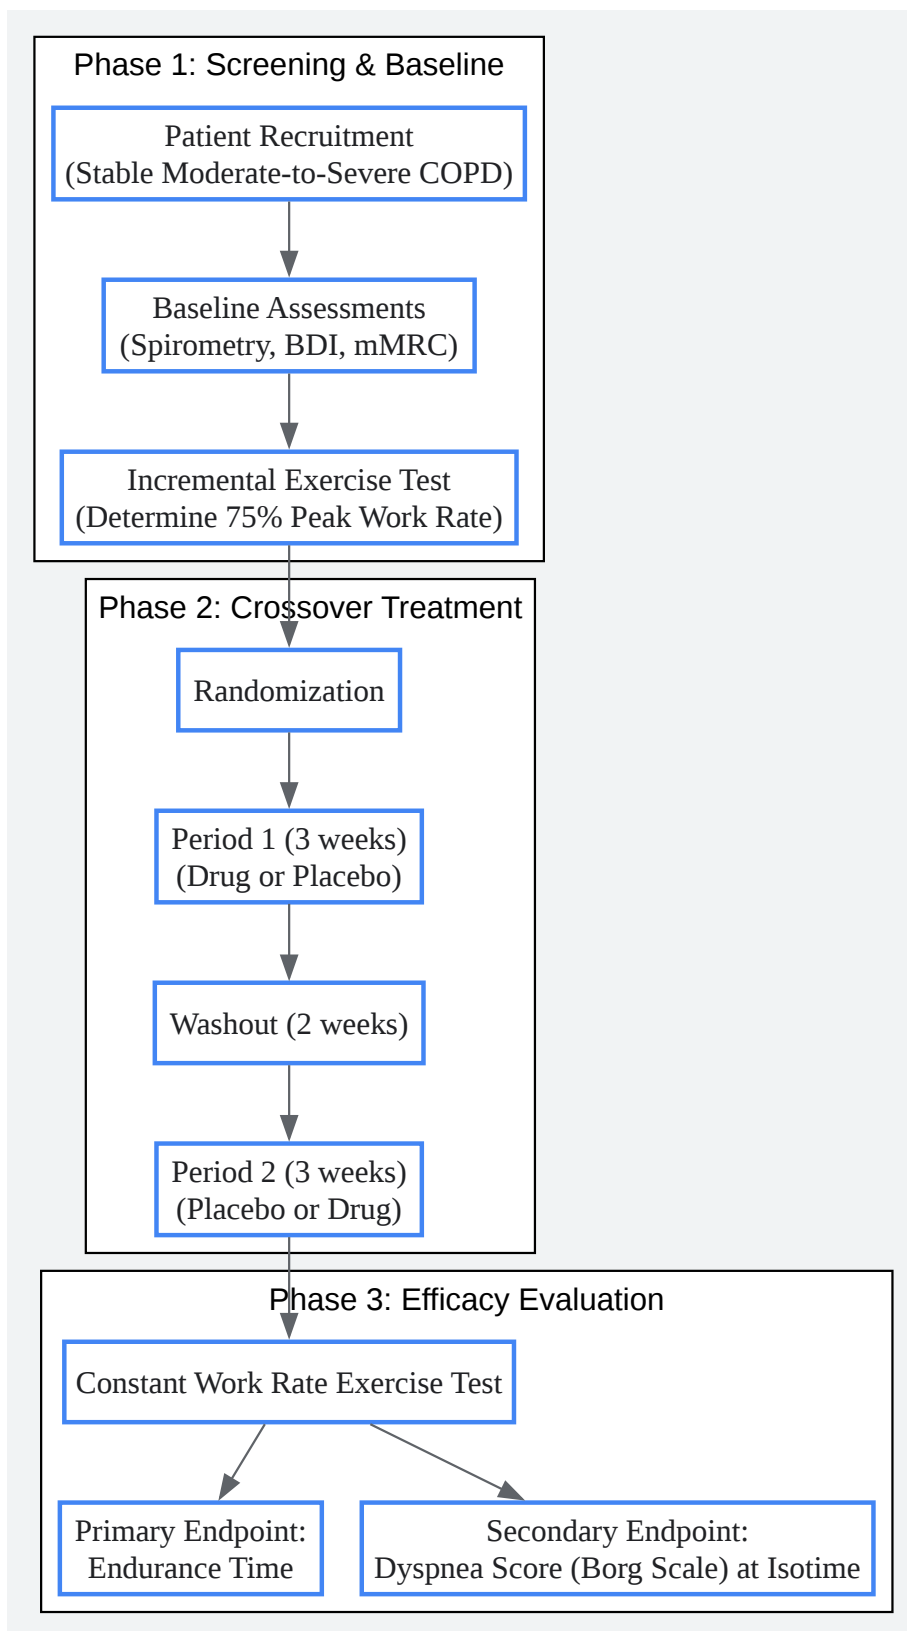 Phase 1: Screening & Baseline
Patient Recruitment
(Stable Moderate-to-Severe COPD)
Baseline Assessments
(Spirometry, BDI, mMRC)
Incremental Exercise Test
(Determine 75% Peak Work Rate)
Phase 2: Crossover Treatment
Randomization
Period 1 (3 weeks)
(Drug or Placebo)
Washout (2 weeks)
Period 2 (3 weeks)
(Placebo or Drug)
Phase 3: Efficacy Evaluation
Constant Work Rate Exercise Test
Primary Endpoint:
Endurance Time
Secondary Endpoint:
Dyspnea Score (Borg Scale) at Isotime